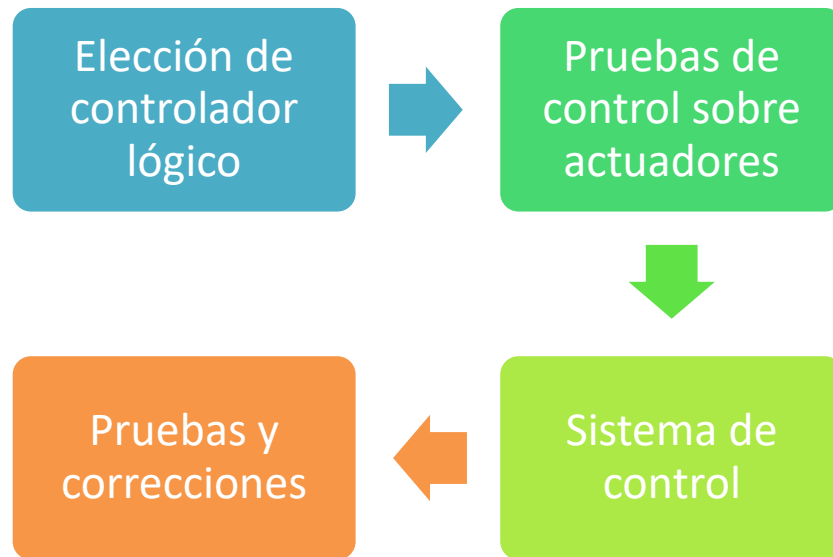 Elección de
controlador
lógico
Pruebas de
control sobre
actuadores
Sistema de
control
Pruebas y
correcciones